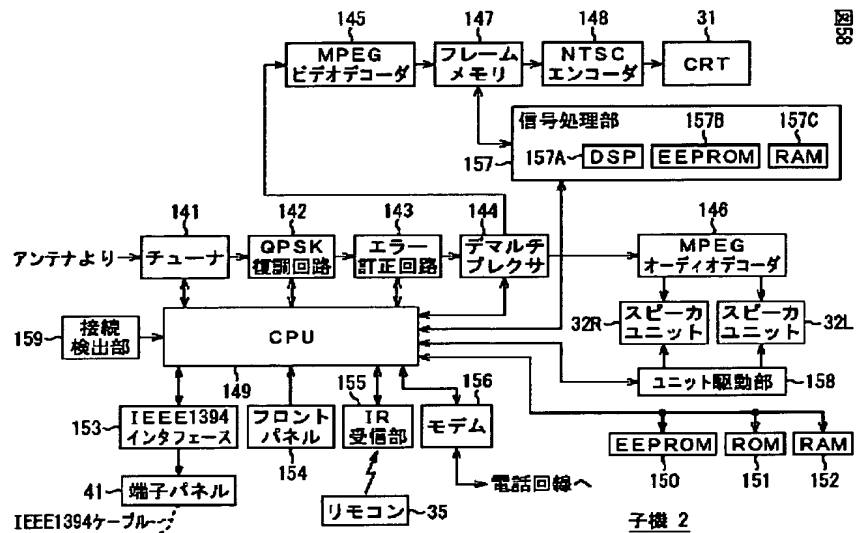 図58
145
147
148
31
MPEG
ビデオデコーダ
フレーム
メモリ
NTSC
エンコーダ
CRT
信号処理部
157B
157C
157A
DSP
EEPROM
RAM
157
141
142
143
144
146
アンテナより
チューナ
QPSK
復調回路
エラー
訂正回路
デマルチ
プレクサ
MPEG
オーディオデコーダ
159
接続
検出部
CPU
32R
スピーカ
ユニット
スピーカ
ユニット
32L
149
ユニット駆動部
158
153
IEEE1394
インタフェース
フロント
パネル
154
155
IR
受信部
156
モデム
EEPROM
ROM
RAM
150
151
152
41
端子パネル
電話回線へ
リモコン
35
IEEE1394ケーブル
子機 2